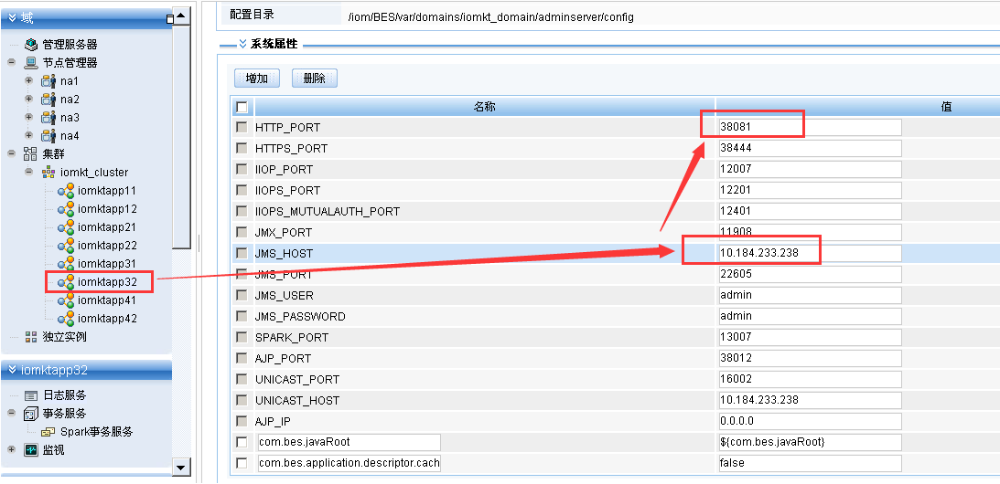 域
管理服务器
节点管理器
na1
na2
na3
na4
集群
iomkt_cluster
iomktapp11
iomktapp12
iomktapp21
iomktapp22
iomktapp31
iomktapp32
iomktapp41
iomktapp42
独立实例
iomktapp32
日志服务
事务服务
Spark事务服务
监视
配置目录 /iom/BES/var/domains/iomkt_domain/adminserver/config
系统属性
增加 删除
名称 值
HTTP_PORT 38081
HTTPS_PORT 38444
IIOP_PORT 12007
IIOPS_PORT 12201
IIOPS_MUTUALAUTH_PORT 12401
JMX_PORT 11908
JMS_HOST 10.184.233.238
JMS_PORT 22605
JMS_USER admin
JMS_PASSWORD admin
SPARK_PORT 13007
AJP_PORT 38012
UNICAST_PORT 16002
UNICAST_HOST 10.184.233.238
AJP_IP 0.0.0.0
com.bes.javaRoot ${com.bes.javaRoot}
com.bes.application.descriptor.cach false